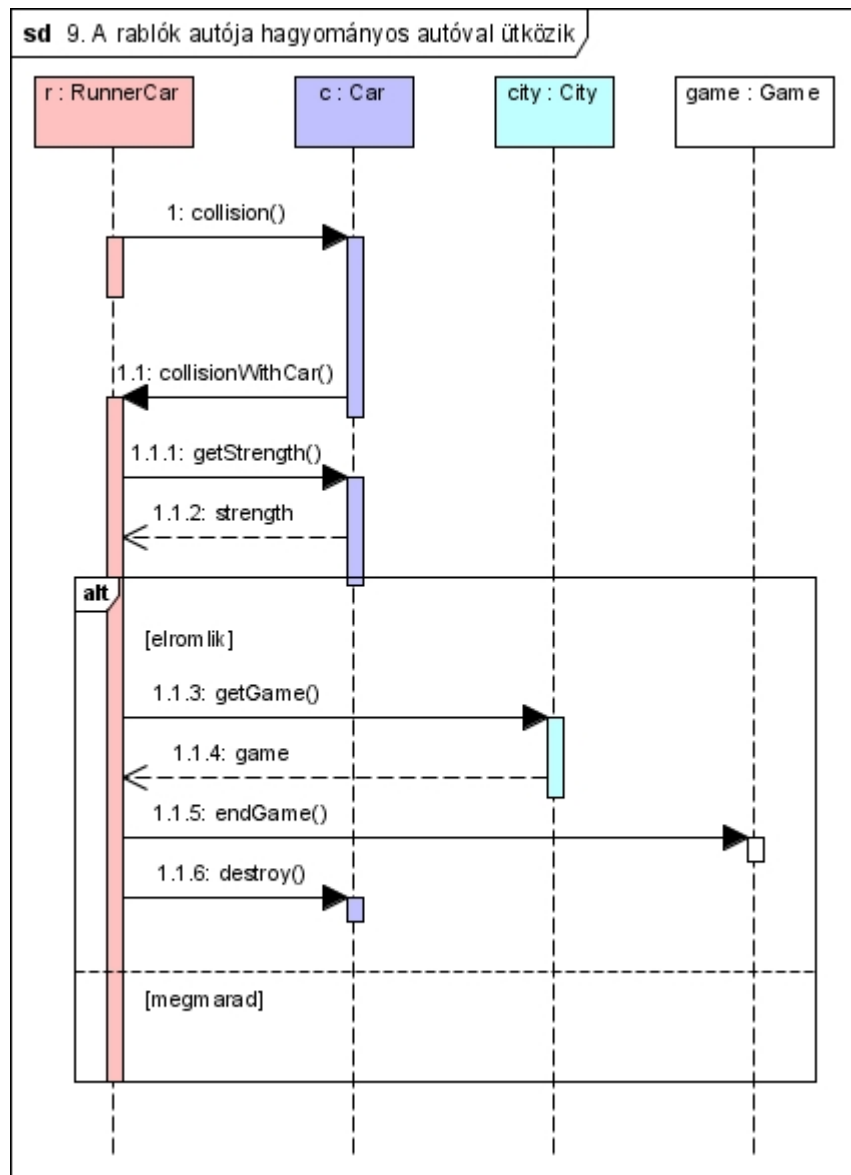 sd 9. A rablók autója hagyományos autóval ütközik
r : RunnerCar
c : Car
city : City
game : Game
1: collision()
1.1: collisionWithCar()
1.1.1: getStrength()
1.1.2: strength
alt
[elromlik]
1.1.3: getGame()
1.1.4: game
1.1.5: endGame()
1.1.6: destroy()
[megmarad]